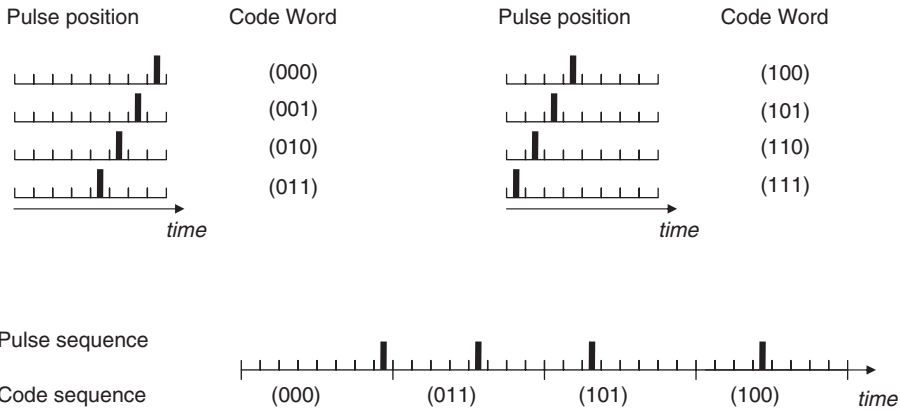 Pulse position Code Word Pulse position Code Word
(000) (100)
(001) (101)
(010) (110)
(011) (111)
time time
Pulse sequence
Code sequence (000) (011) (101) (100) time